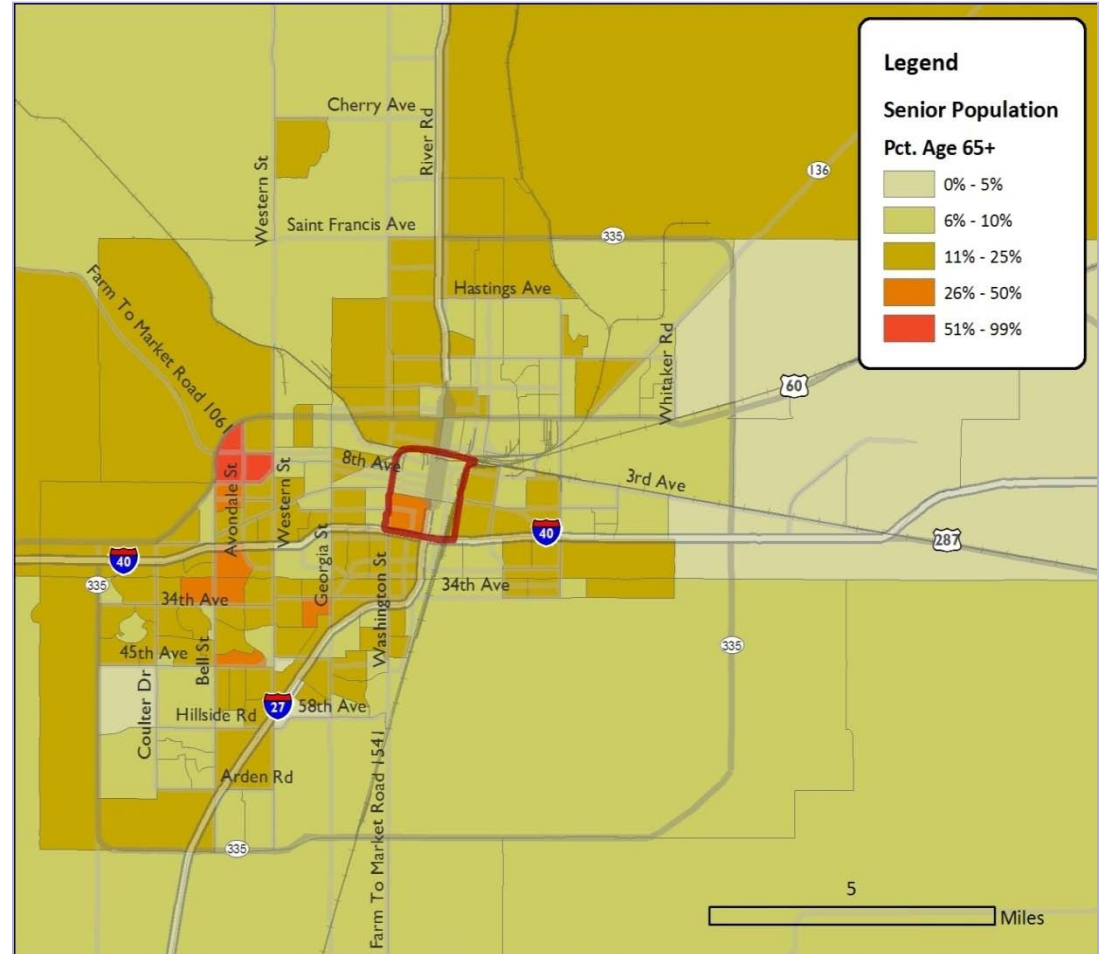 Legend
Senior Population
Pct. Age 65+
0% - 5%
6% - 10%
11% - 25%
26% - 50%
51% - 99%
Cherry Ave
River Rd
Western St
136
Saint Francis Ave
335
Farm To Market Road 1061
Hastings Ave
Whitaker Rd
60
8th Ave
3rd Ave
Avondale St
Western St
Georgia St
Washington St
40
40
287
335
34th Ave
34th Ave
45th Ave
Bell St
335
Coulter Dr
Hillside Rd
27
58th Ave
Arden Rd
335
Farm To Market Road 1541
5
Miles